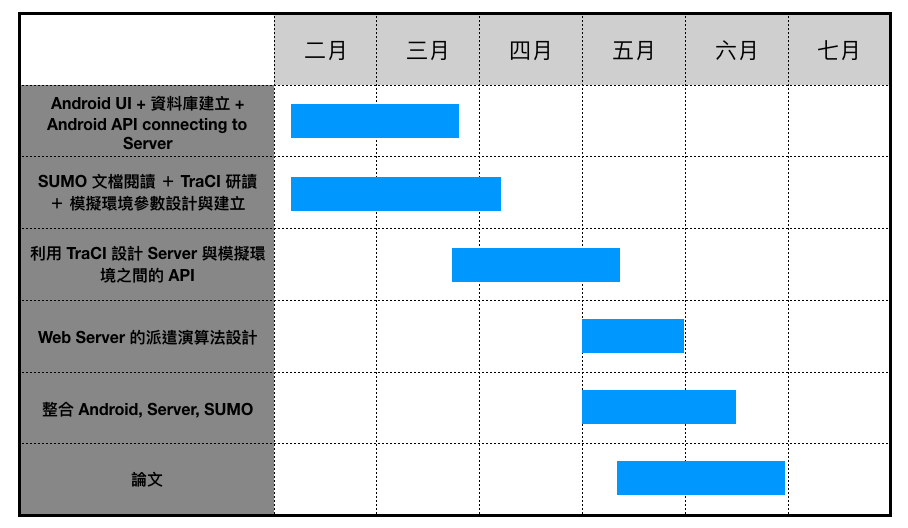 二月 三月 四月 五月 六月 七月
Android UI + 資料庫建立 +
Android API connecting to
Server
SUMO 文檔閱讀 ＋ TraCI 研讀
＋ 模擬環境參數設計與建立
利用 TraCI 設計 Server 與模擬環
境之間的 API
Web Server 的派遣演算法設計
整合 Android, Server, SUMO
論文